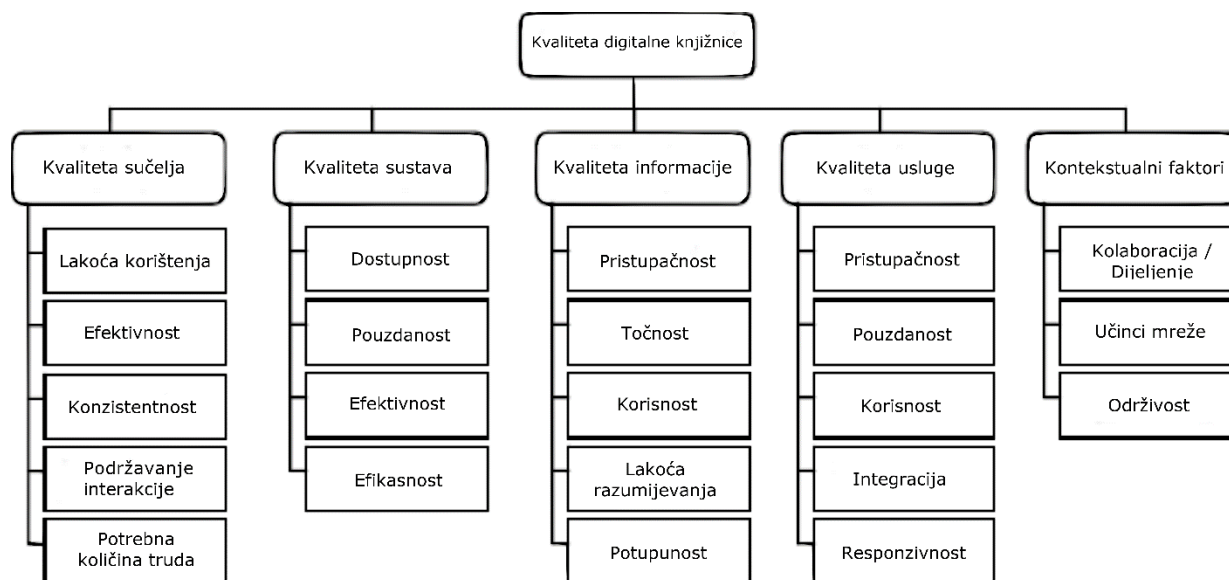 Kvaliteta digitalne knjižnice
Kvaliteta sučelja
Kvaliteta sustava
Kvaliteta informacije
Kvaliteta usluge
Kontekstualni faktori
Lakoća korištenja
Efektivnost
Konzistentnost
Podržavanje
interakcije
Potrebna
količina truda
Dostupnost
Pouzdanost
Efektivnost
Efikasnost
Pristupačnost
Točnost
Korisnost
Lakoća
razumijevanja
Potupunost
Pristupačnost
Pouzdanost
Korisnost
Integracija
Responzivnost
Kolaboracija /
Dijeljenje
Učinci mreže
Održivost